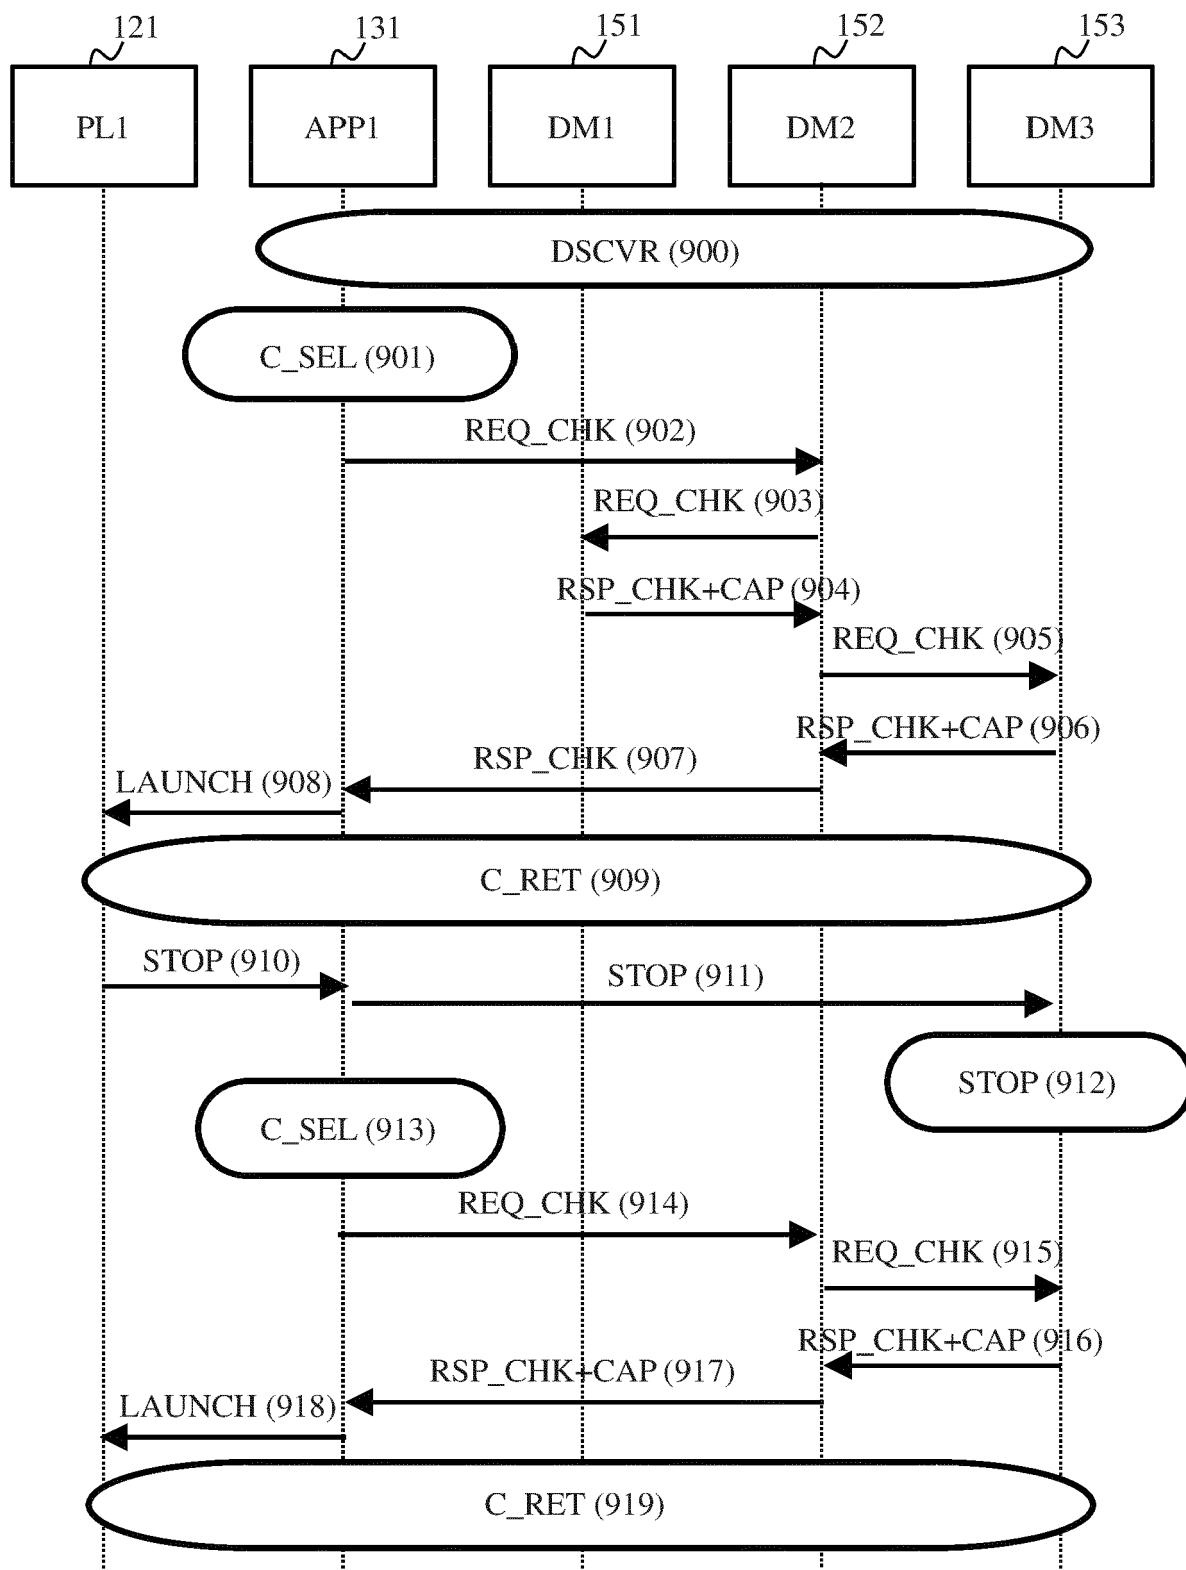 121 131 151 152 153
PL1 APP1 DM1 DM2 DM3
DSCVR (900)
C_SEL (901)
REQ_CHK (902)
REQ_CHK (903)
RSP_CHK+CAP (904)
REQ_CHK (905)
RSP_CHK+CAP (906)
RSP_CHK (907)
LAUNCH (908)
C_RET (909)
STOP (910)
STOP (911)
STOP (912)
C_SEL (913)
REQ_CHK (914)
REQ_CHK (915)
RSP_CHK+CAP (916)
RSP_CHK+CAP (917)
LAUNCH (918)
C_RET (919)